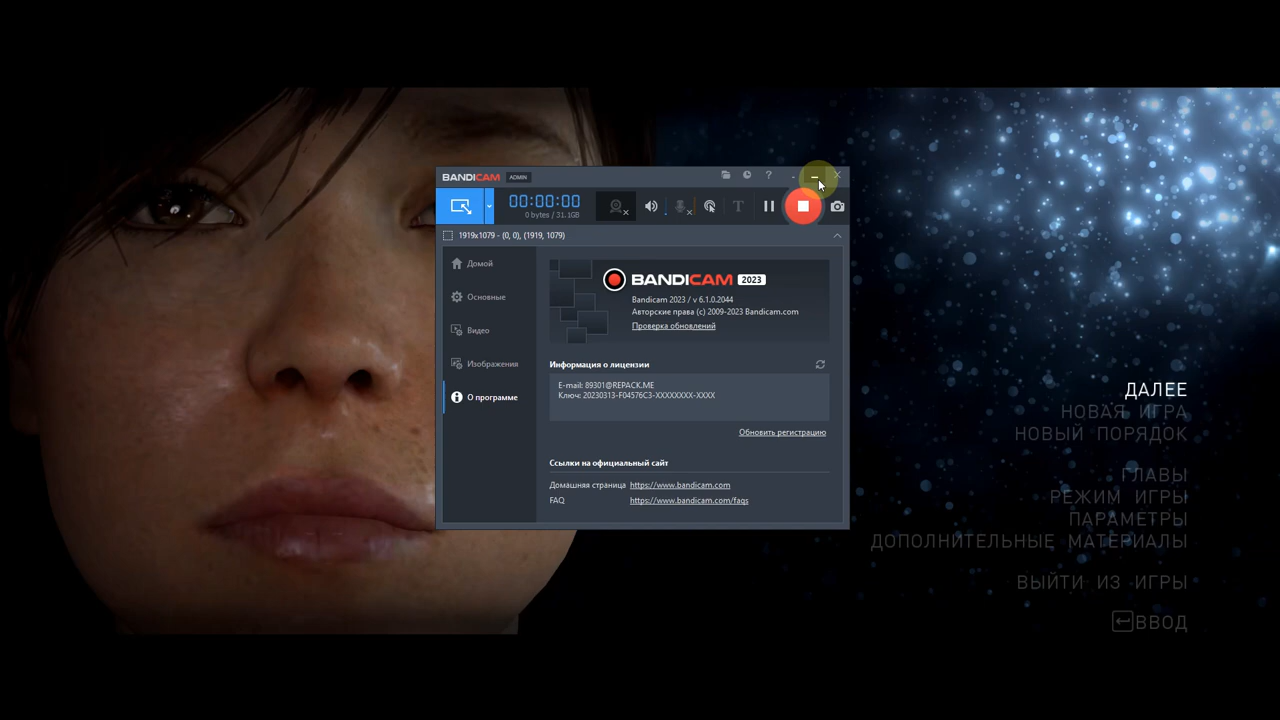 BANDICAM ADMIN
00:00:00
0 bytes / 31.1GB
1919x1079 - (0, 0), (1919, 1079)
Домой
Основные
Видео
Изображения
О программе
BANDICAM 2023
Bandicam 2023 / v 6.1.0.2044
Авторские права (c) 2009-2023 Bandicam.com
Проверка обновлений
Информация о лицензии
E-mail: 89301@REPACK.ME
Ключ: 20230313-F04576C3-XXXXXXXX-XXXX
Обновить регистрацию
Ссылки на официальный сайт
Домашняя страница https://www.bandicam.com
FAQ https://www.bandicam.com/faqs
ДАЛЕЕ
НОВАЯ ИГРА
НОВЫЙ ПОРЯДОК
ГЛАВЫ
РЕЖИМ ИГРЫ
ПАРАМЕТРЫ
ДОПОЛНИТЕЛЬНЫЕ МАТЕРИАЛЫ
ВЫЙТИ ИЗ ИГРЫ
ВВОД